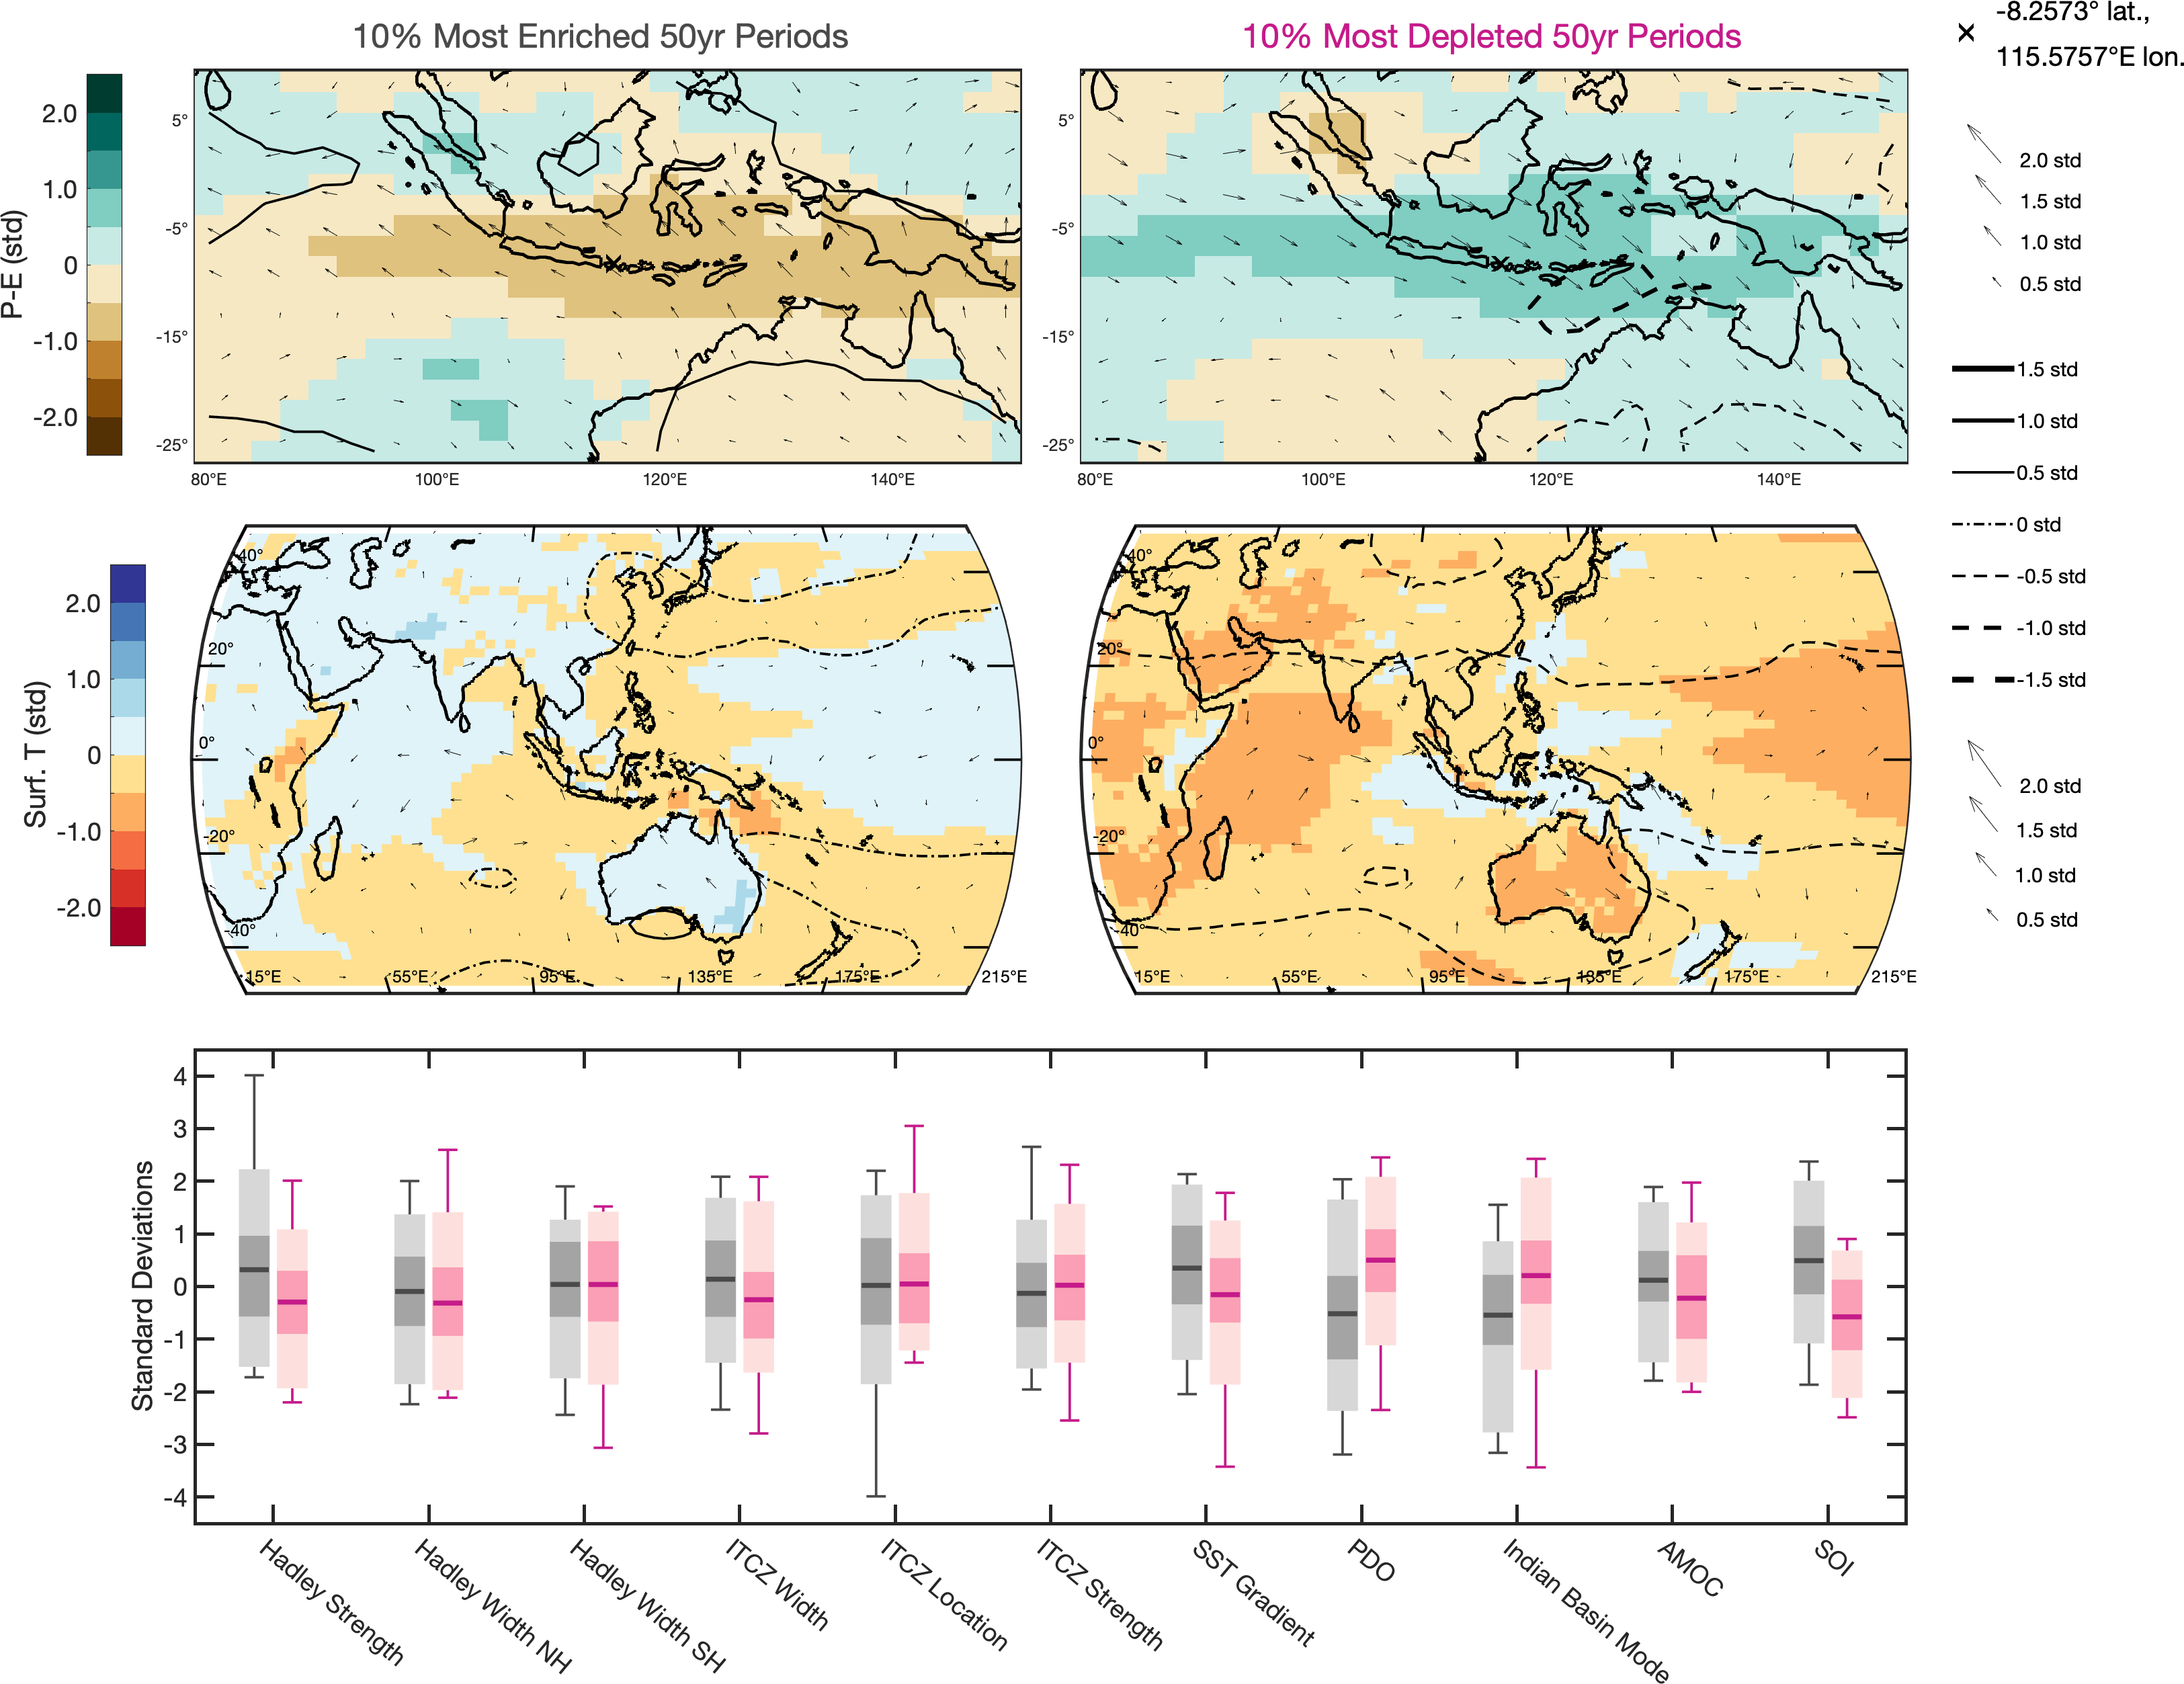 10% Most Enriched 50yr Periods
10% Most Depleted 50yr Periods
-8.2573° lat.,
115.5757°E lon.
P-E (std)
2.0
1.0
0
-1.0
-2.0
5°
-5°
-15°
-25°
80°E
100°E
120°E
140°E
5°
-5°
-15°
-25°
80°E
100°E
120°E
140°E
2.0 std
1.5 std
1.0 std
0.5 std
1.5 std
1.0 std
0.5 std
0 std
-0.5 std
-1.0 std
-1.5 std
Surf. T (std)
2.0
1.0
0
-1.0
-2.0
40°
20°
0°
-20°
-40°
15°E
55°E
95°E
135°E
175°E
215°E
40°
20°
0°
-20°
-40°
15°E
55°E
95°E
135°E
175°E
215°E
2.0 std
1.5 std
1.0 std
0.5 std
Standard Deviations
4
3
2
1
0
-1
-2
-3
-4
Hadley Strength
Hadley Width NH
Hadley Width SH
ITCZ Width
ITCZ Location
ITCZ Strength
SST Gradient
PDO
Indian Basin Mode
AMOC
SOI